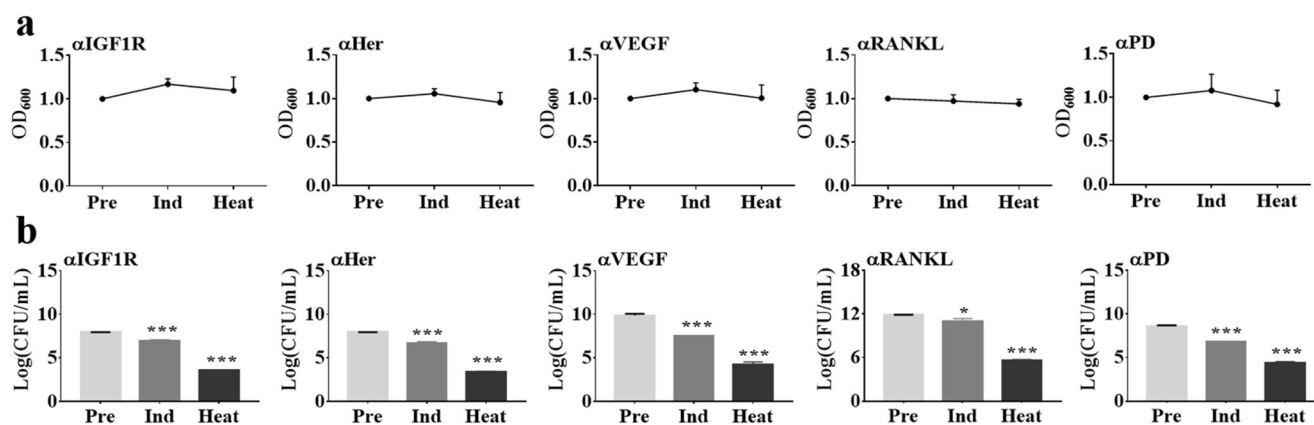 a
αIGF1R
αHer
αVEGF
αRANKL
αPD
OD600
1.5
1.0
0.5
0.0
Pre Ind Heat
OD600
1.5
1.0
0.5
0.0
Pre Ind Heat
OD600
1.5
1.0
0.5
0.0
Pre Ind Heat
OD600
1.5
1.0
0.5
0.0
Pre Ind Heat
OD600
1.5
1.0
0.5
0.0
Pre Ind Heat
b
αIGF1R
αHer
αVEGF
αRANKL
αPD
Log(CFU/mL)
15
10
5
0
***
***
Pre Ind Heat
Log(CFU/mL)
15
10
5
0
***
***
Pre Ind Heat
Log(CFU/mL)
15
10
5
0
***
***
Pre Ind Heat
Log(CFU/mL)
18
12
6
0
*
***
Pre Ind Heat
Log(CFU/mL)
15
10
5
0
***
***
Pre Ind Heat